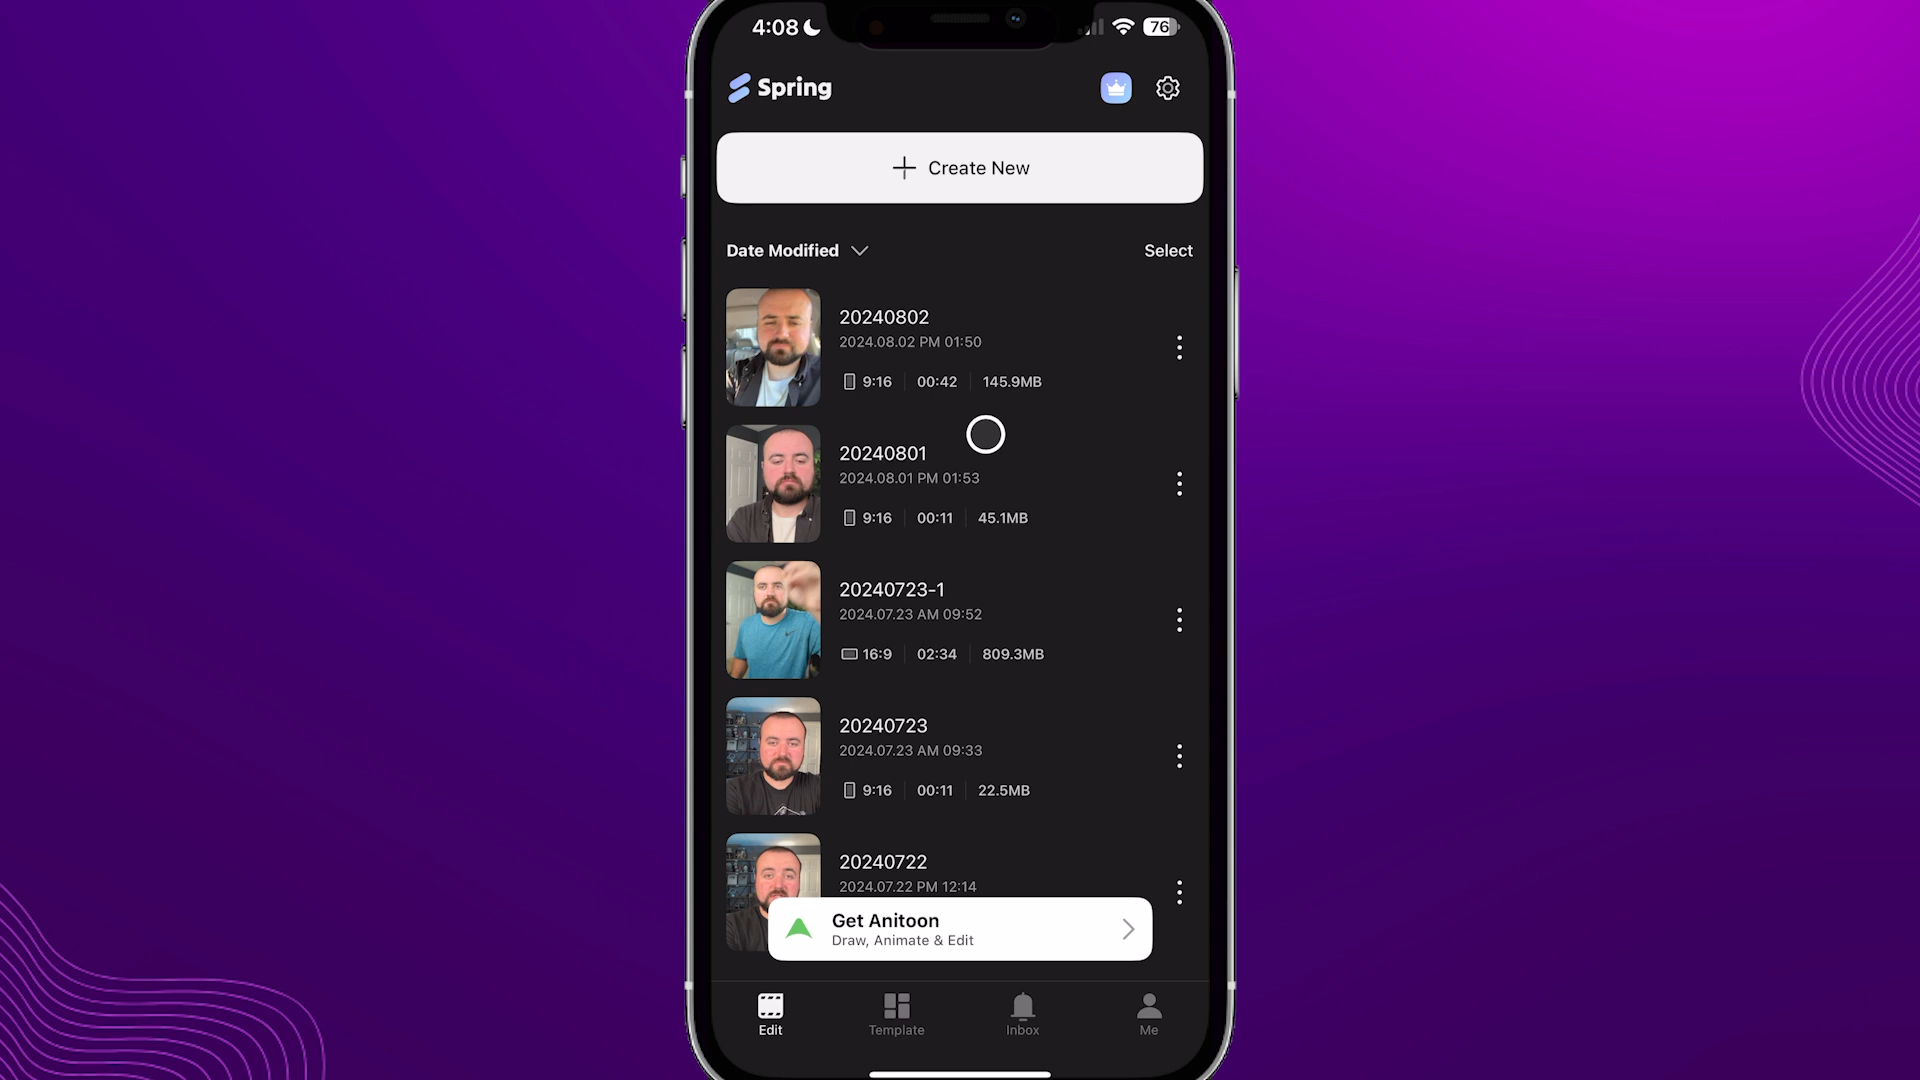 4:08
76
Spring
Create New
Date Modified
Select
20240802
2024.08.02 PM 01:50
9:16 00:42 145.9MB
20240801
2024.08.01 PM 01:53
9:16 00:11 45.1MB
20240723-1
2024.07.23 AM 09:52
16:9 02:34 809.3MB
20240723
2024.07.23 AM 09:33
9:16 00:11 22.5MB
20240722
2024.07.22 PM 12:14
Get Anitoon
Draw, Animate & Edit
Edit
Template
Inbox
Me